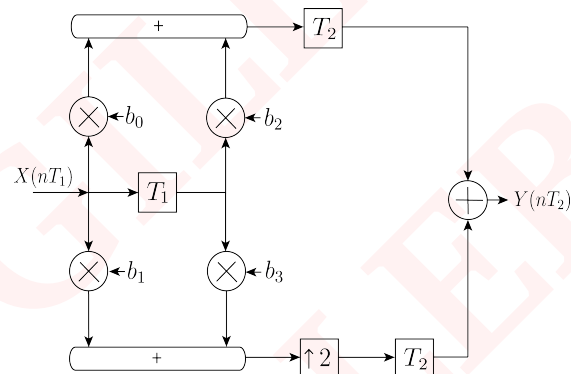 +
T₂
b₀
b₂
X(nT₁)
T₁
Y(nT₂)
b₁
b₃
+
↑2
T₂